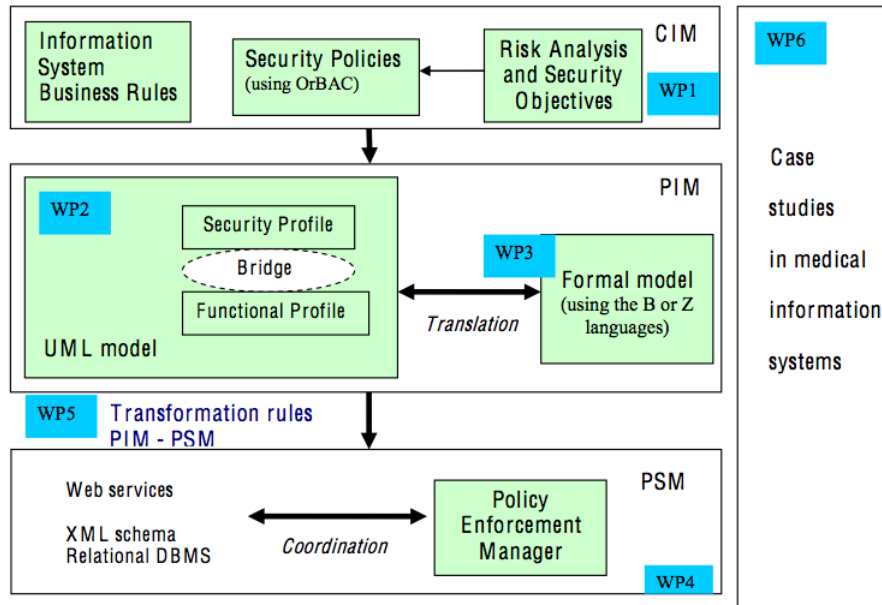 Information
System
Business Rules
Security Policies
(using OrBAC)
Risk Analysis
and Security
Objectives
CIM
WP1
WP2
Security Profile
Bridge
Functional Profile
UML model
Translation
PIM
WP3
Formal model
(using the B or Z
languages)
WP5
Transformation rules
PIM - PSM
Web services
XML schema
Relational DBMS
Coordination
Policy
Enforcement
Manager
PSM
WP4
WP6
Case
studies
in medical
information
systems